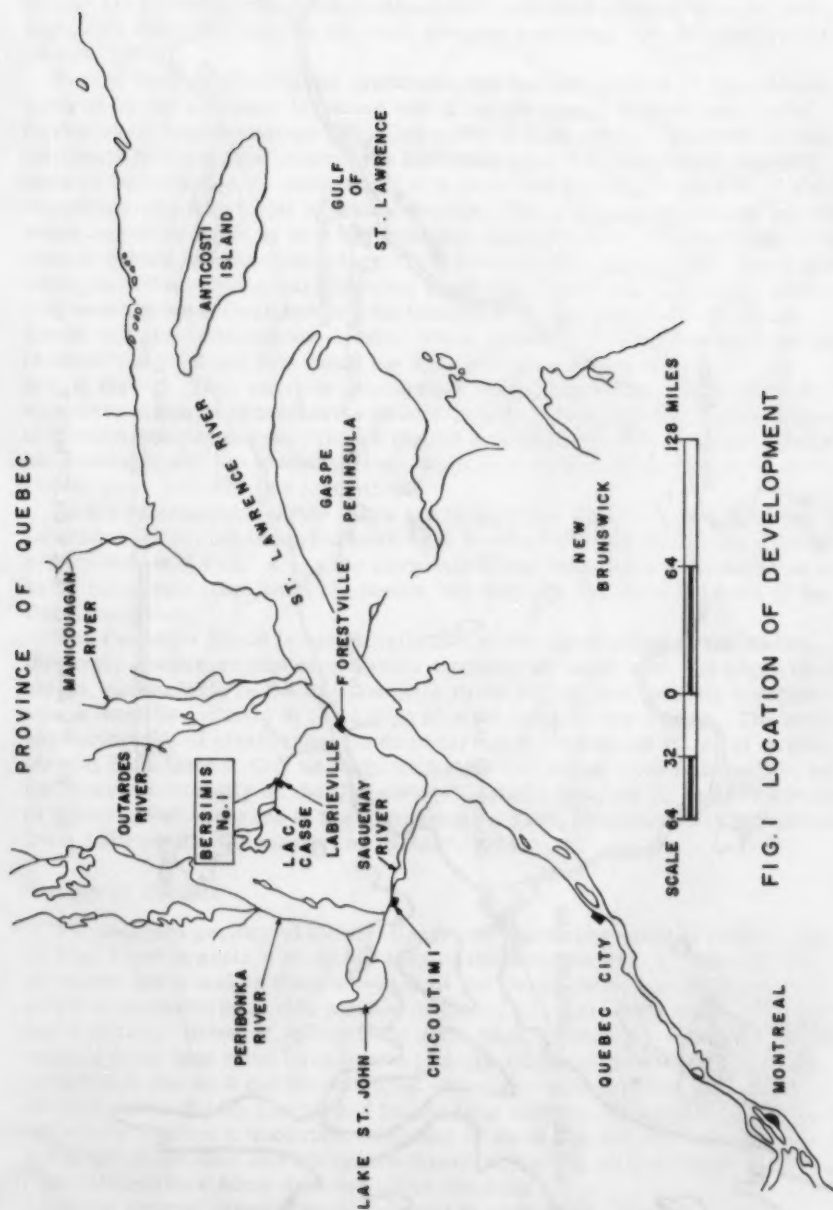 PROVINCE OF QUEBEC
MANICOUAGAN
RIVER
OUTARDES
RIVER
BERSIMIS
No. 1
LAC
CASSE
LABRIEVILLE
PERIBONKA
RIVER
SAGUENAY
RIVER
LAKE ST. JOHN
CHICOUTIMI
FORESTVILLE
ST. LAWRENCE RIVER
ANTICOSTI
ISLAND
GULF
OF
ST. LAWRENCE
GASPE
PENINSULA
NEW
BRUNSWICK
QUEBEC CITY
MONTREAL
SCALE 64 32 0 64 128 MILES
FIG. I LOCATION OF DEVELOPMENT